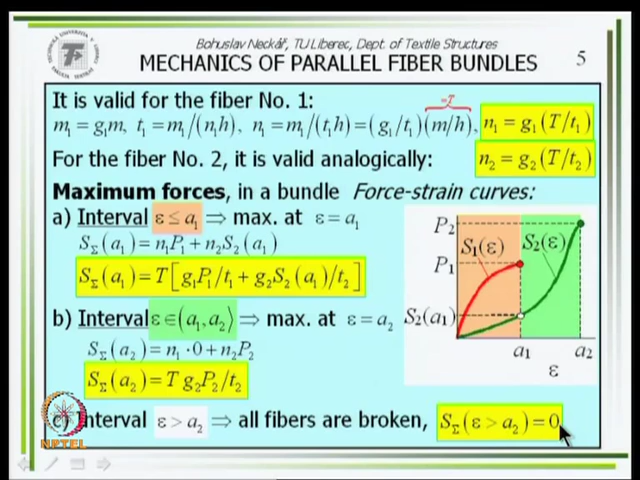 Bohuslav Neckář, TU Liberec, Dept. of Textile Structures
MECHANICS OF PARALLEL FIBER BUNDLES
5
It is valid for the fiber No. 1:
=T
m₁ = g₁m, t₁ = m₁/(n₁h), n₁ = m₁/(t₁h) = (g₁/t₁)(m/h), n₁ = g₁(T/t₁)
For the fiber No. 2, it is valid analogically: n₂ = g₂(T/t₂)
Maximum forces, in a bundle Force-strain curves:
a) Interval ε ≤ a₁ ⇒ max. at ε = a₁
S_Σ(a₁) = n₁P₁ + n₂S₂(a₁)
S_Σ(a₁) = T[g₁P₁/t₁ + g₂S₂(a₁)/t₂]
b) Interval ε ∈ (a₁, a₂⟩ ⇒ max. at ε = a₂
S_Σ(a₂) = n₁·0 + n₂P₂
S_Σ(a₂) = T g₂P₂/t₂
c) Interval ε > a₂ ⇒ all fibers are broken, S_Σ(ε > a₂) = 0
P₂
S₁(ε) S₂(ε)
P₁
S₂(a₁)
a₁ a₂
ε
NPTEL